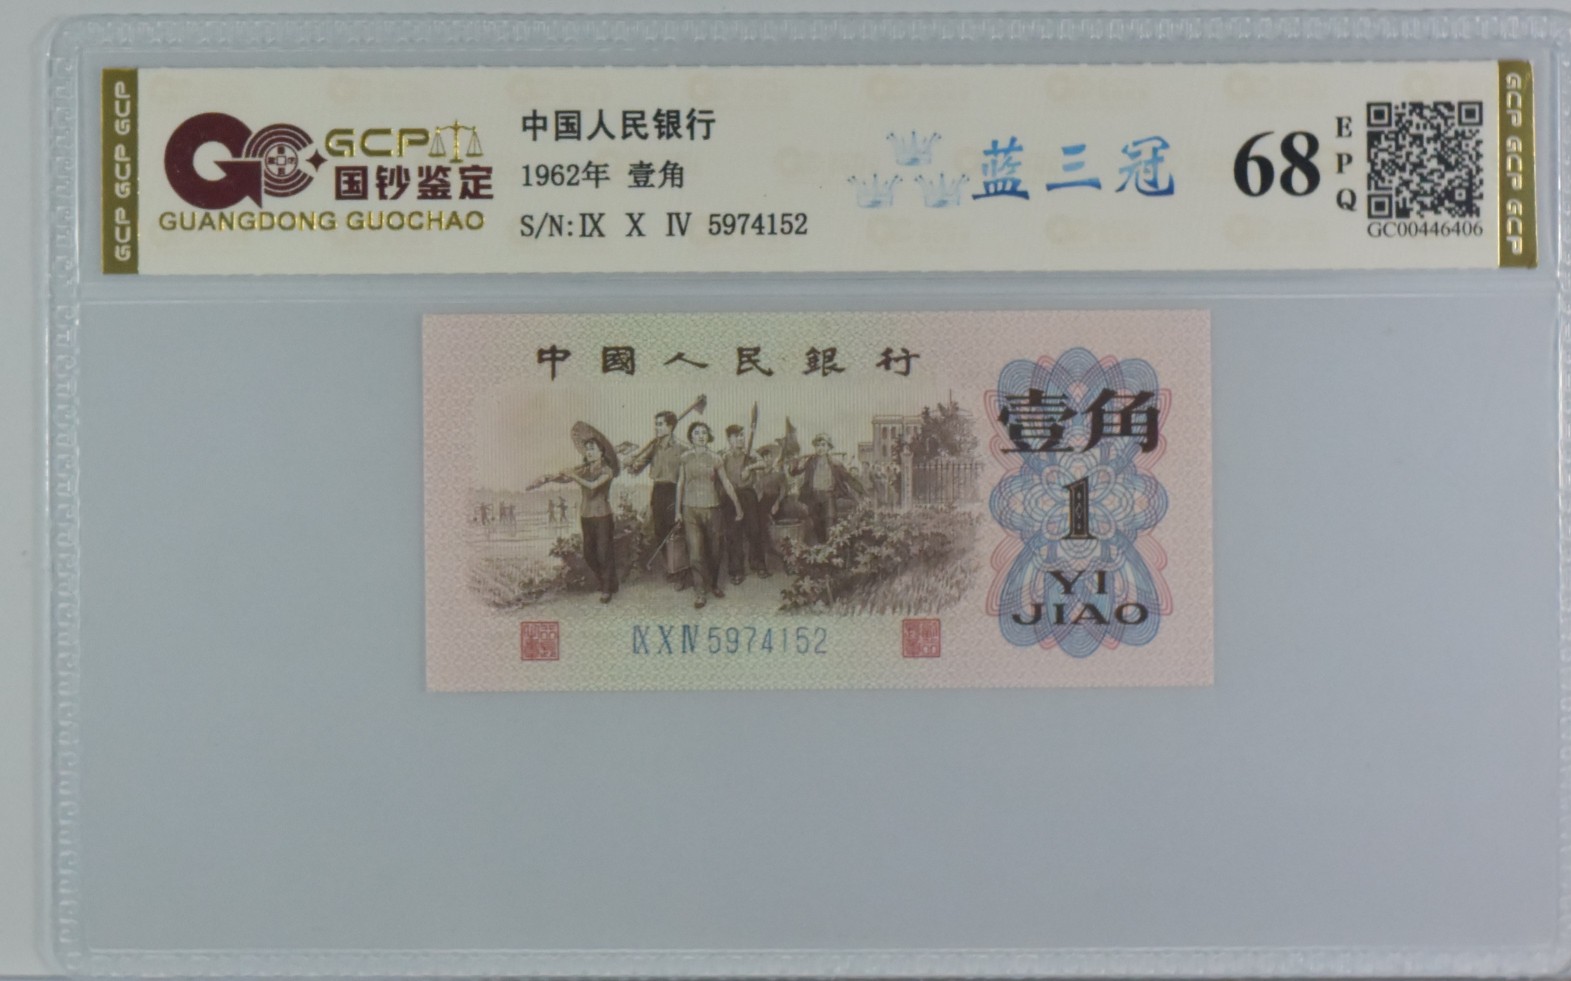 GCP GCP GCP
GCP
国钞鉴定
GUANGDONG GUOCHAO
中国人民银行
1962年 壹角
S/N:Ⅸ Ⅹ Ⅳ 5974152
蓝三冠
68
EPQ
GC00446406
GCP GCP GCP
中國人民銀行
壹角
1
YI
JIAO
ⅨⅩⅣ5974152